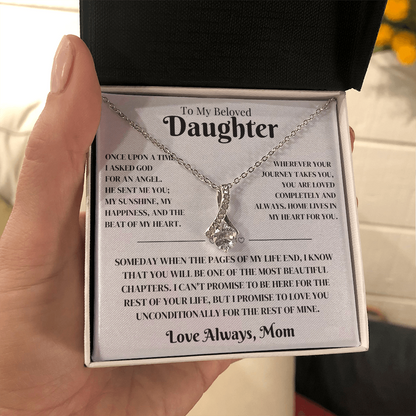 To My Beloved
Daughter
ONCE UPON A TIME
I ASKED GOD
FOR AN ANGEL.
HE SENT ME YOU;
MY SUNSHINE, MY
HAPPINESS, AND THE
BEAT OF MY HEART.
WHEREVER YOUR
JOURNEY TAKES YOU,
YOU ARE LOVED
COMPLETELY AND
ALWAYS. HOME LIVES IN
MY HEART FOR YOU.
SOMEDAY WHEN THE PAGES OF MY LIFE END, I KNOW
THAT YOU WILL BE ONE OF THE MOST BEAUTIFUL
CHAPTERS. I CAN'T PROMISE TO BE HERE FOR THE
REST OF YOUR LIFE, BUT I PROMISE TO LOVE YOU
UNCONDITIONALLY FOR THE REST OF MINE.
Love Always, Mom